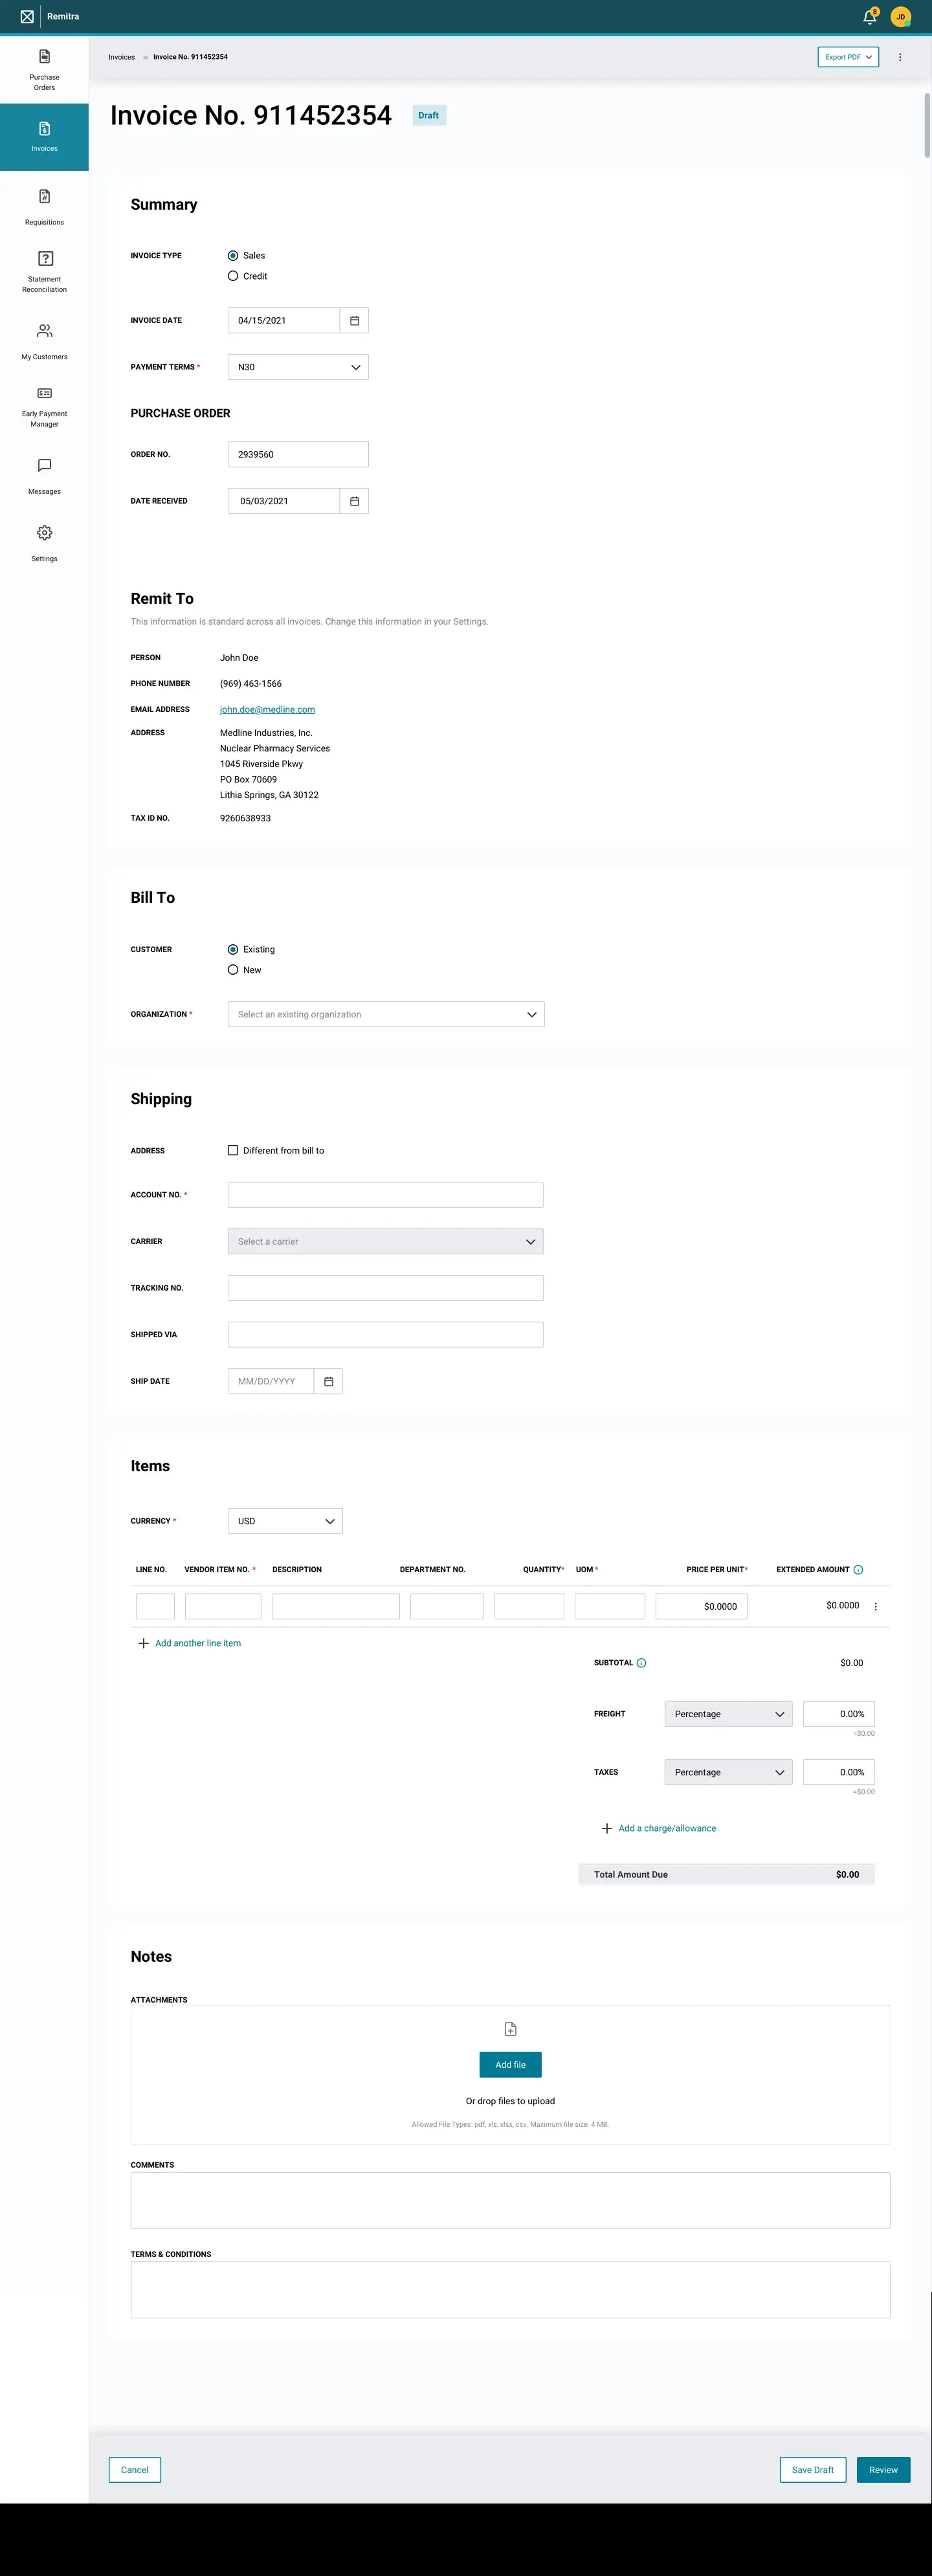 Remitra
8
JD
Purchase
Orders
Invoices
Requisitions
Statement
Reconciliation
My Customers
Early Payment
Manager
Messages
Settings
Invoices » Invoice No. 911452354
Export PDF
Invoice No. 911452354 Draft
Summary
INVOICE TYPE Sales
Credit
INVOICE DATE 04/15/2021
PAYMENT TERMS * N30
PURCHASE ORDER
ORDER NO. 2939560
DATE RECEIVED 05/03/2021
Remit To
This information is standard across all invoices. Change this information in your Settings.
PERSON John Doe
PHONE NUMBER (969) 463-1566
EMAIL ADDRESS john.doe@medline.com
ADDRESS Medline Industries, Inc.
Nuclear Pharmacy Services
1045 Riverside Pkwy
PO Box 70609
Lithia Springs, GA 30122
TAX ID NO. 9260638933
Bill To
CUSTOMER Existing
New
ORGANIZATION * Select an existing organization
Shipping
ADDRESS Different from bill to
ACCOUNT NO. *
CARRIER Select a carrier
TRACKING NO.
SHIPPED VIA
SHIP DATE MM/DD/YYYY
Items
CURRENCY * USD
LINE NO. VENDOR ITEM NO. * DESCRIPTION DEPARTMENT NO. QUANTITY* UOM * PRICE PER UNIT* EXTENDED AMOUNT
$0.0000 $0.0000
+ Add another line item
SUBTOTAL $0.00
FREIGHT Percentage 0.00%
=$0.00
TAXES Percentage 0.00%
=$0.00
+ Add a charge/allowance
Total Amount Due $0.00
Notes
ATTACHMENTS
Add file
Or drop files to upload
Allowed File Types: pdf, xls, xlsx, csv. Maximum file size: 4 MB.
COMMENTS
TERMS & CONDITIONS
Cancel Save Draft Review